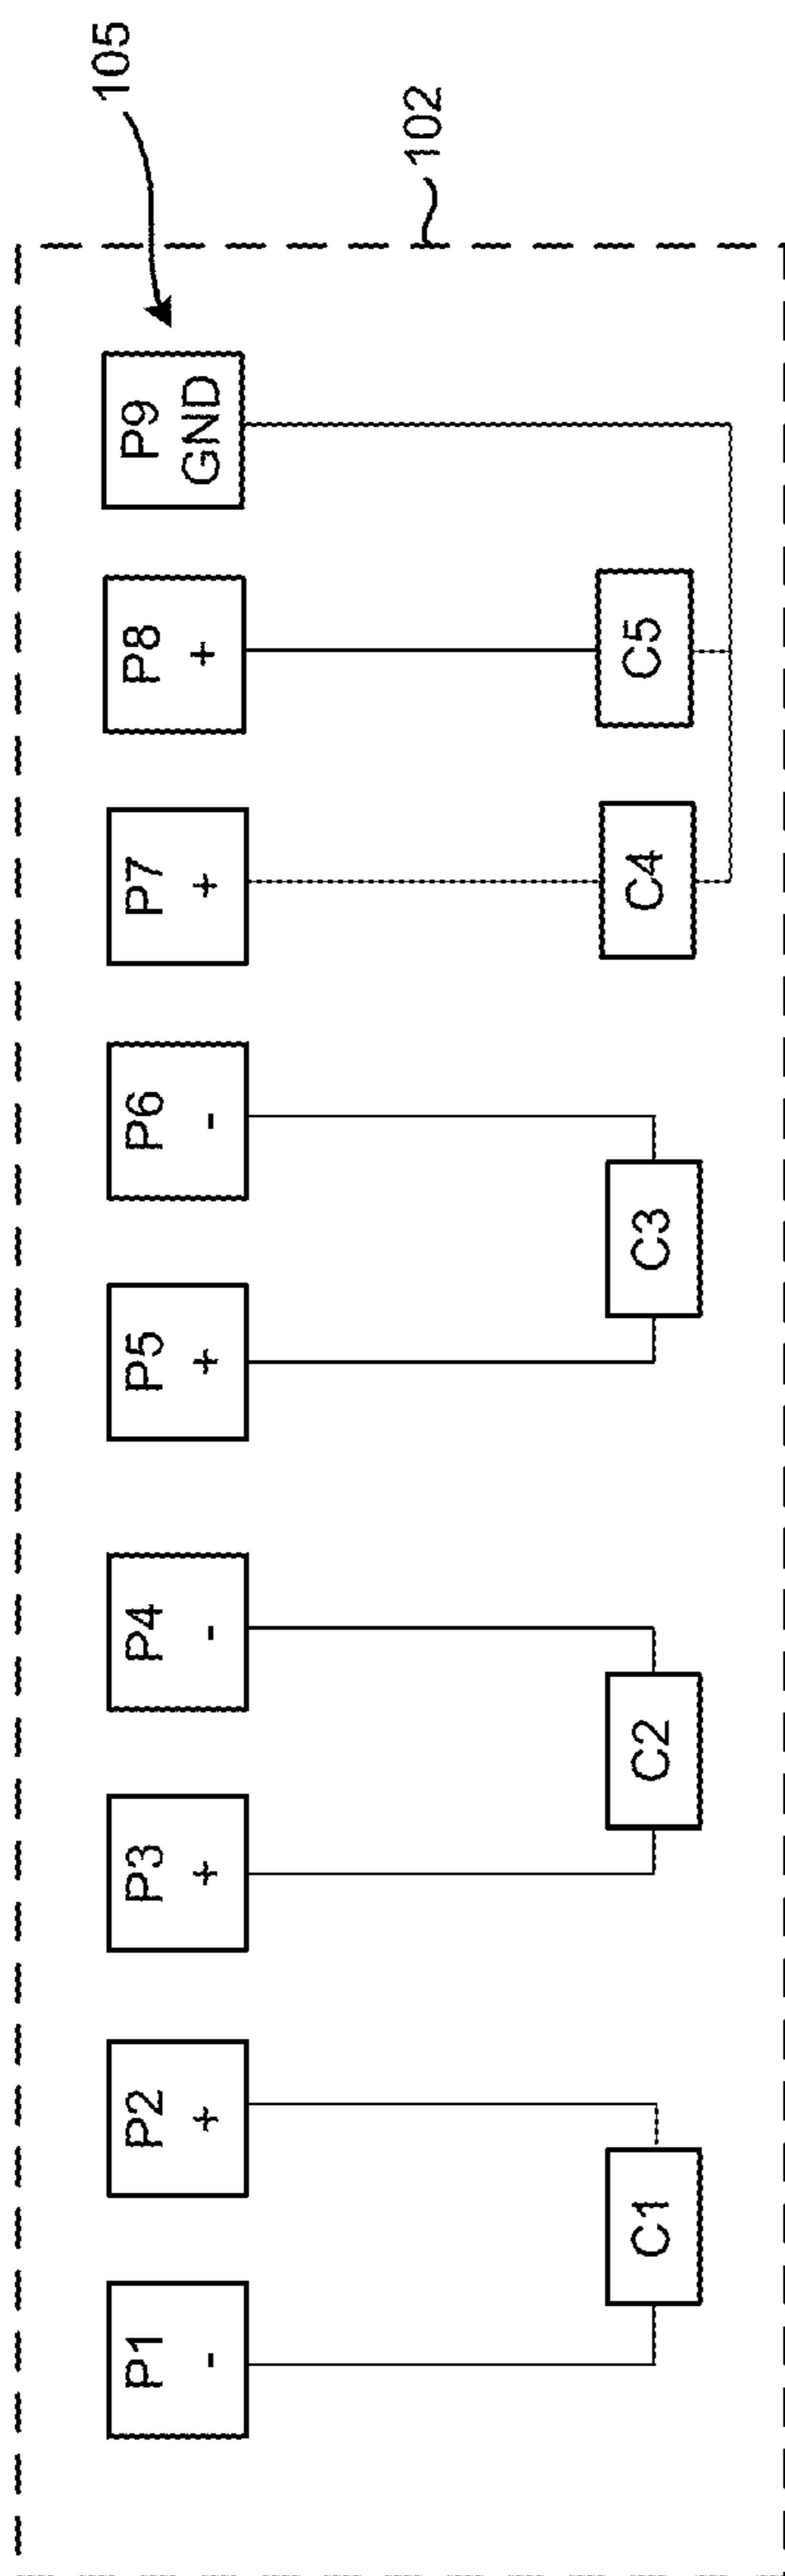 105
102
P1
-
P2
+
P3
+
P4
-
P5
+
P6
-
P7
+
P8
+
P9
GND
C1
C2
C3
C4
C5